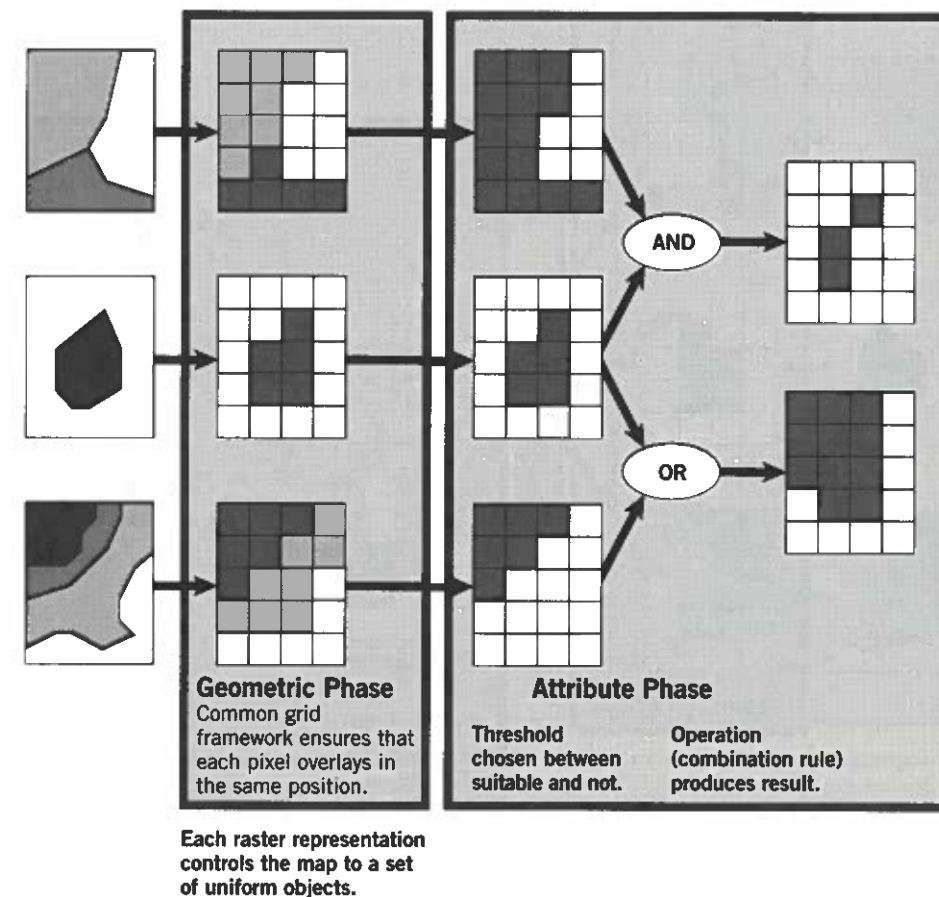 AND
OR
Geometric Phase
Common grid
framework ensures that
each pixel overlays in
the same position.
Attribute Phase
Threshold
chosen between
suitable and not.
Operation
(combination rule)
produces result.
Each raster representation
controls the map to a set
of uniform objects.